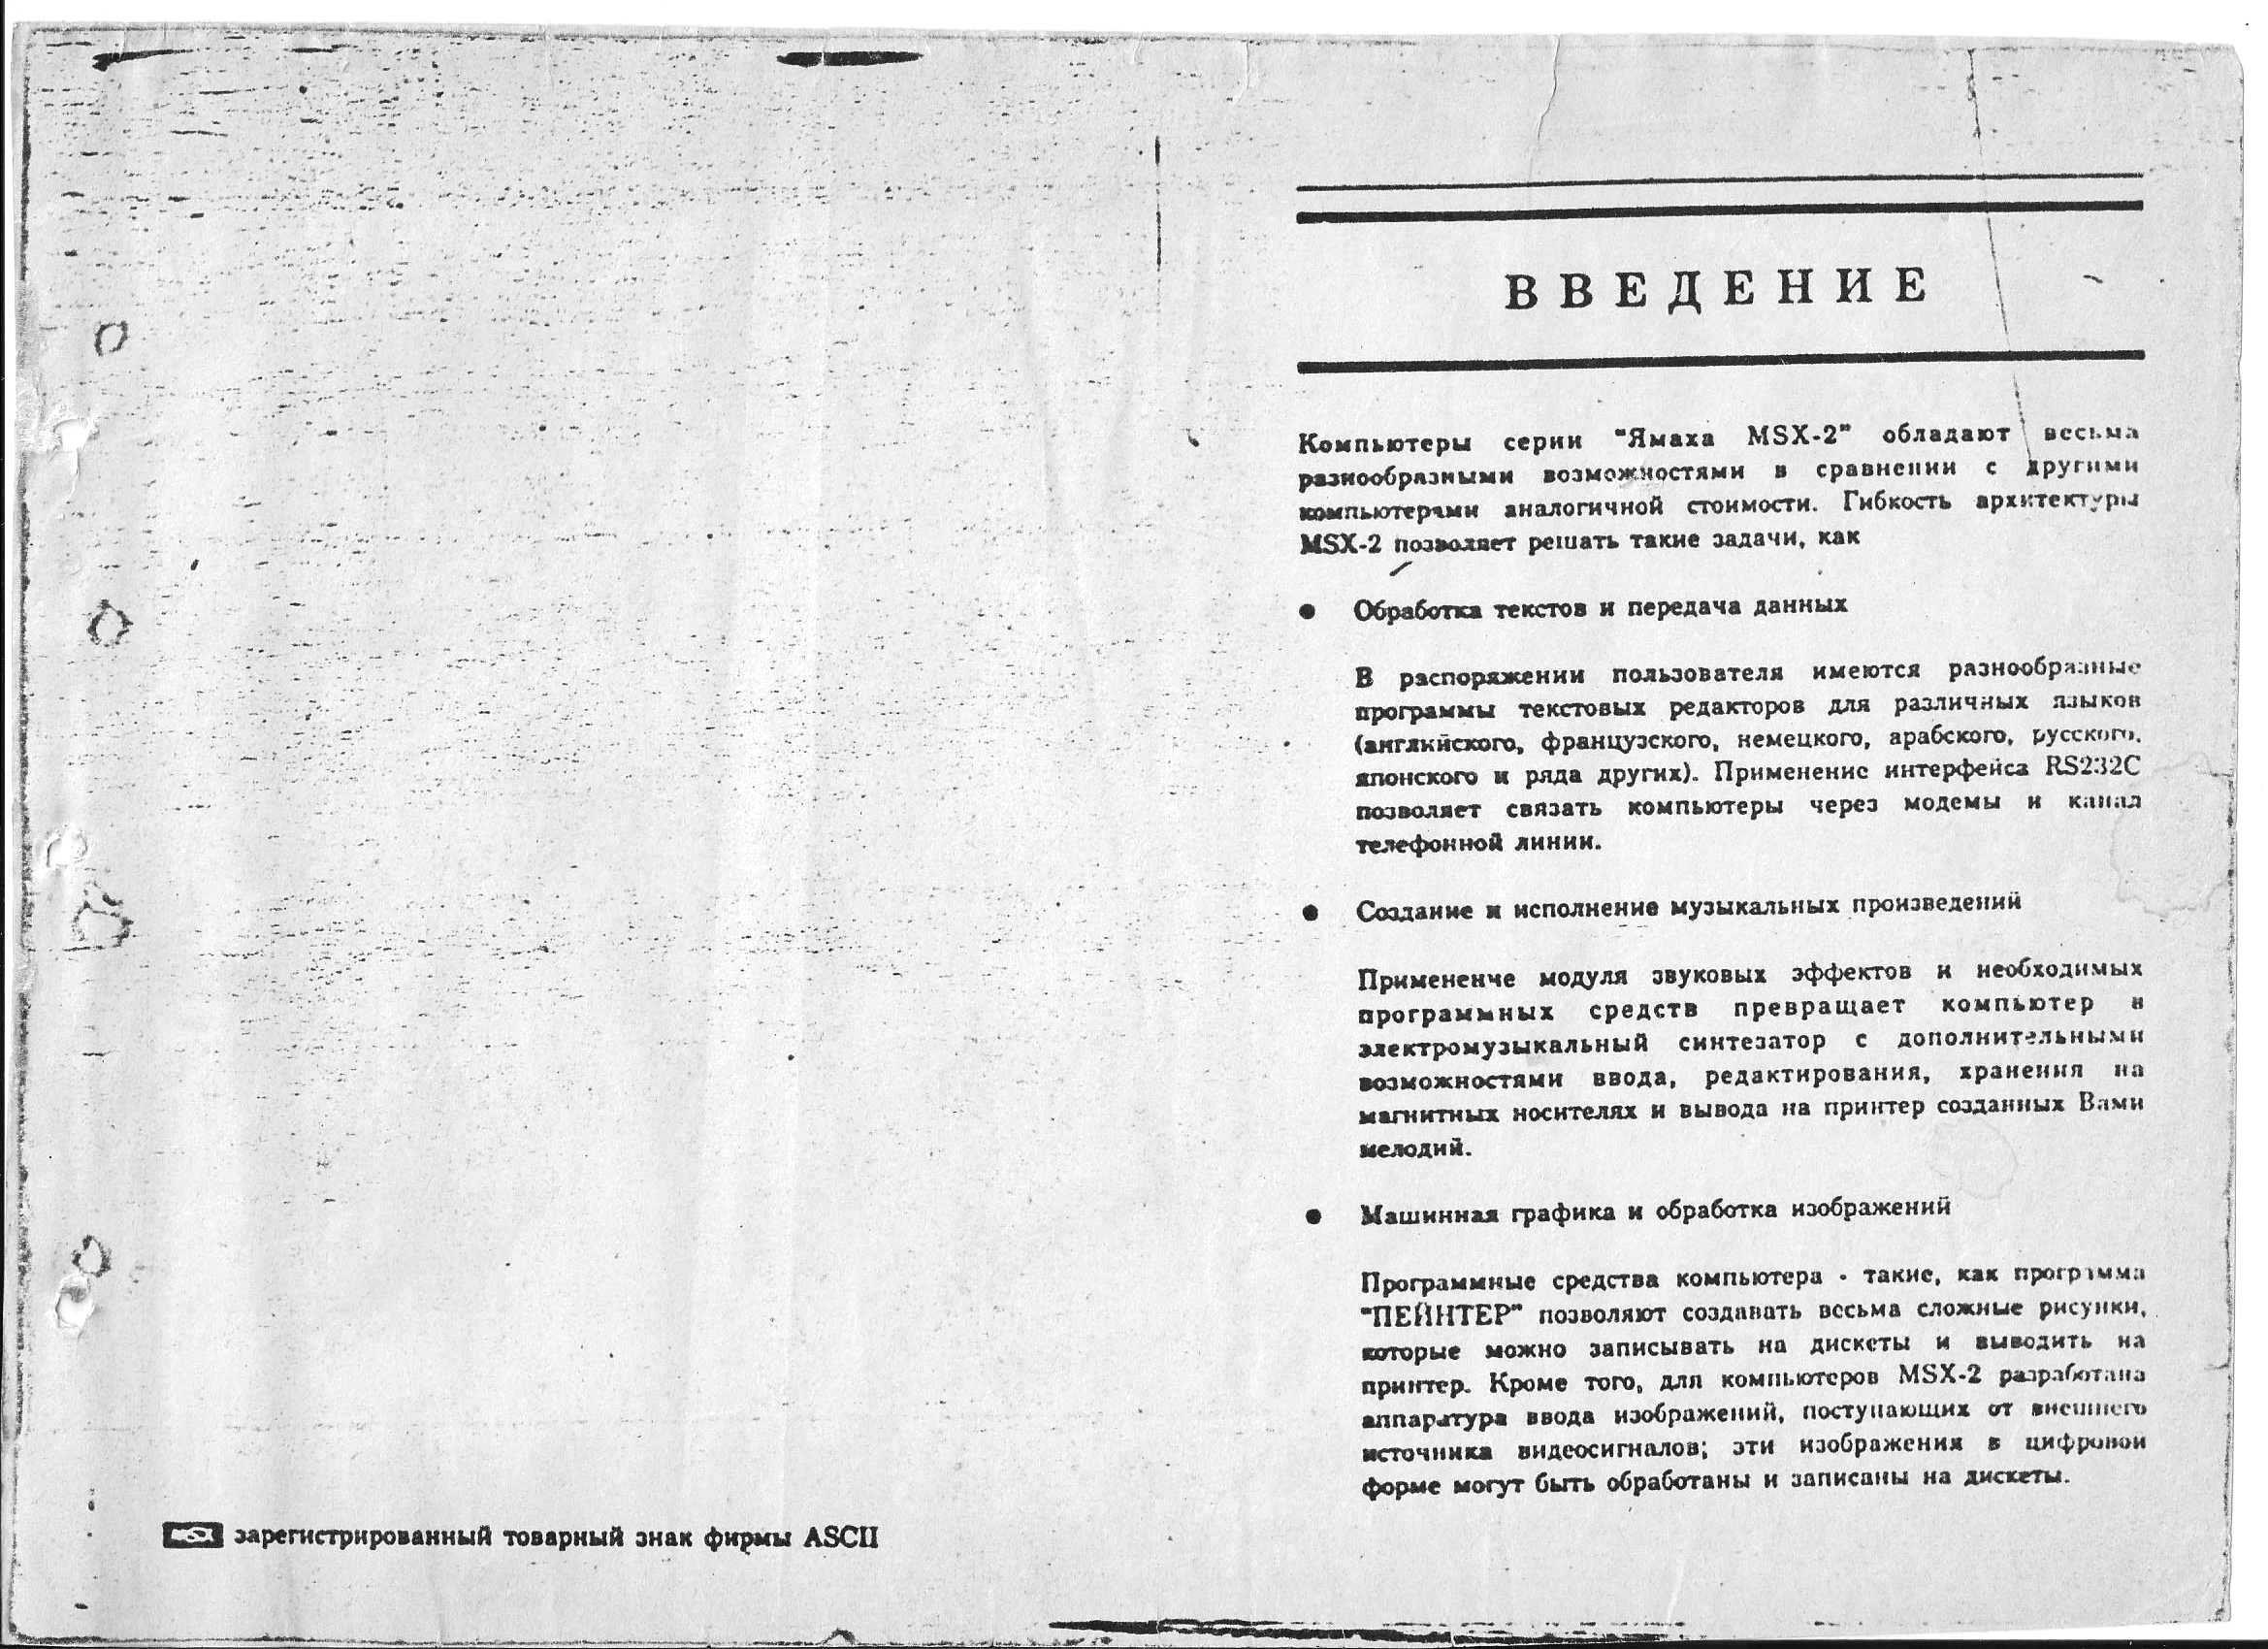 MSX зарегистрированный товарный знак фирмы ASCII
ВВЕДЕНИЕ
Компьютеры серии "Ямаха MSX-2" обладают весьма
разнообразными возможностями в сравнении с другими
компьютерами аналогичной стоимости. Гибкость архитектуры
MSX-2 позволяет решать такие задачи, как
● Обработка текстов и передача данных
В распоряжении пользователя имеются разнообразные
программы текстовых редакторов для различных языков
(английского, французского, немецкого, арабского, русского,
японского и ряда других). Применение интерфейса RS232C
позволяет связать компьютеры через модемы и канал
телефонной линии.
● Создание и исполнение музыкальных произведений
Примененче модуля звуковых эффектов и необходимых
программных средств превращает компьютер в
электромузыкальный синтезатор с дополнительными
возможностями ввода, редактирования, хранения на
магнитных носителях и вывода на принтер созданных Вами
мелодий.
● Машинная графика и обработка изображений
Программные средства компьютера - такие, как программа
"ПЕЙНТЕР" позволяют создавать весьма сложные рисунки,
которые можно записывать на дискеты и выводить на
принтер. Кроме того, для компьютеров MSX-2 разработана
аппаратура ввода изображений, поступающих от внешнего
источника видеосигналов; эти изображения в цифровой
форме могут быть обработаны и записаны на дискеты.